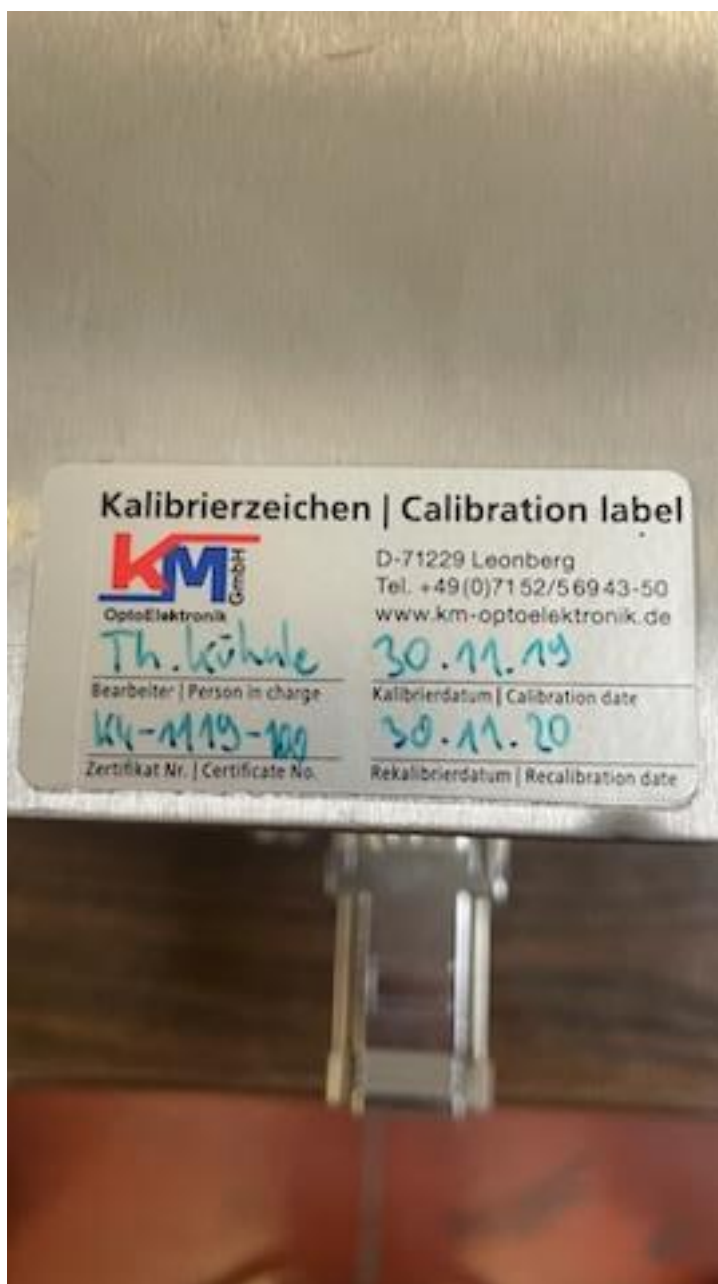 Kalibrierzeichen | Calibration label
KM GmbH
OptoElektronik
D-71229 Leonberg
Tel. +49(0)7152/56943-50
www.km-optoelektronik.de
Th. Kühnle 30.11.19
Bearbeiter | Person in charge Kalibrierdatum | Calibration date
30.11.20
Zertifikat Nr. | Certificate No. Rekalibrierdatum | Recalibration date